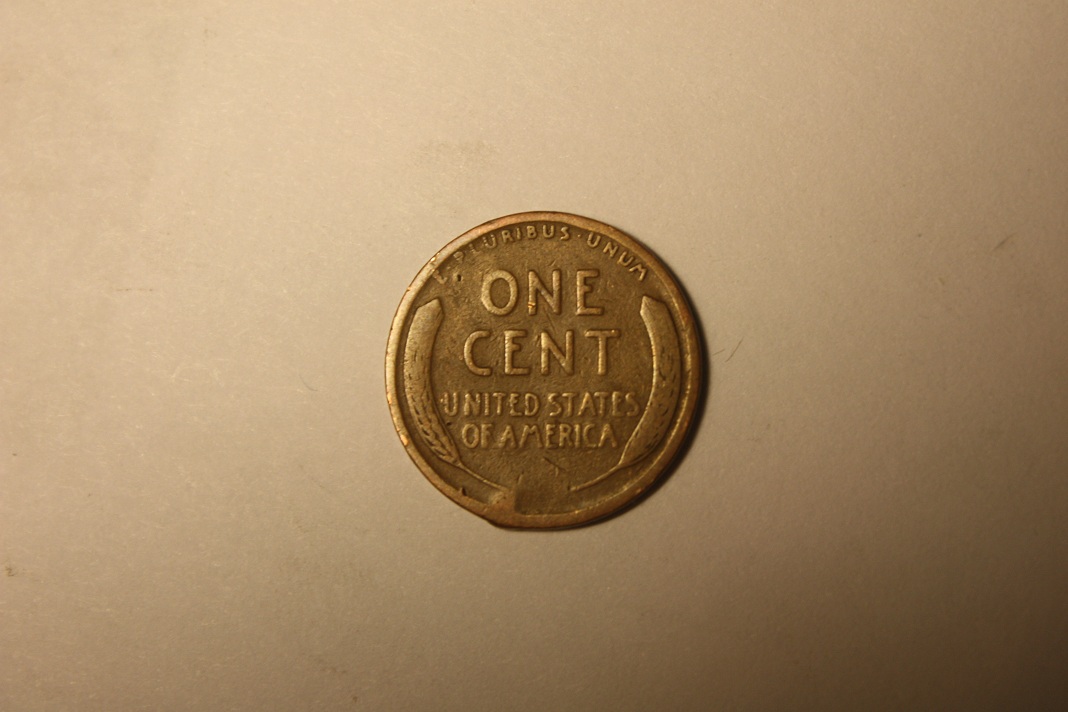 E·PLURIBUS·UNUM
ONE
CENT
UNITED STATES
OF AMERICA